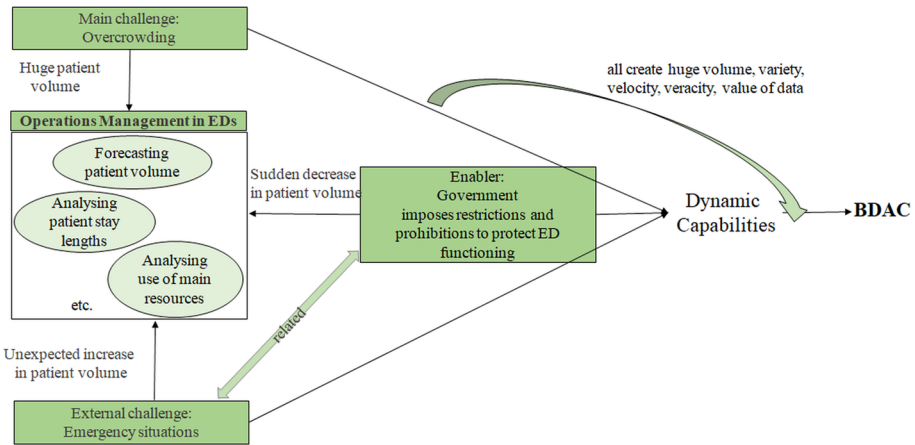 Main challenge:
Overcrowding
Huge patient
volume
all create huge volume, variety,
velocity, veracity, value of data
Operations Management in EDs
Forecasting
patient volume
Analysing
patient stay
lengths
Analysing
use of main
resources
etc.
Sudden decrease
in patient volume
Enabler:
Government
imposes restrictions and
prohibitions to protect ED
functioning
Dynamic
Capabilities
BDAC
related
Unexpected increase
in patient volume
External challenge:
Emergency situations